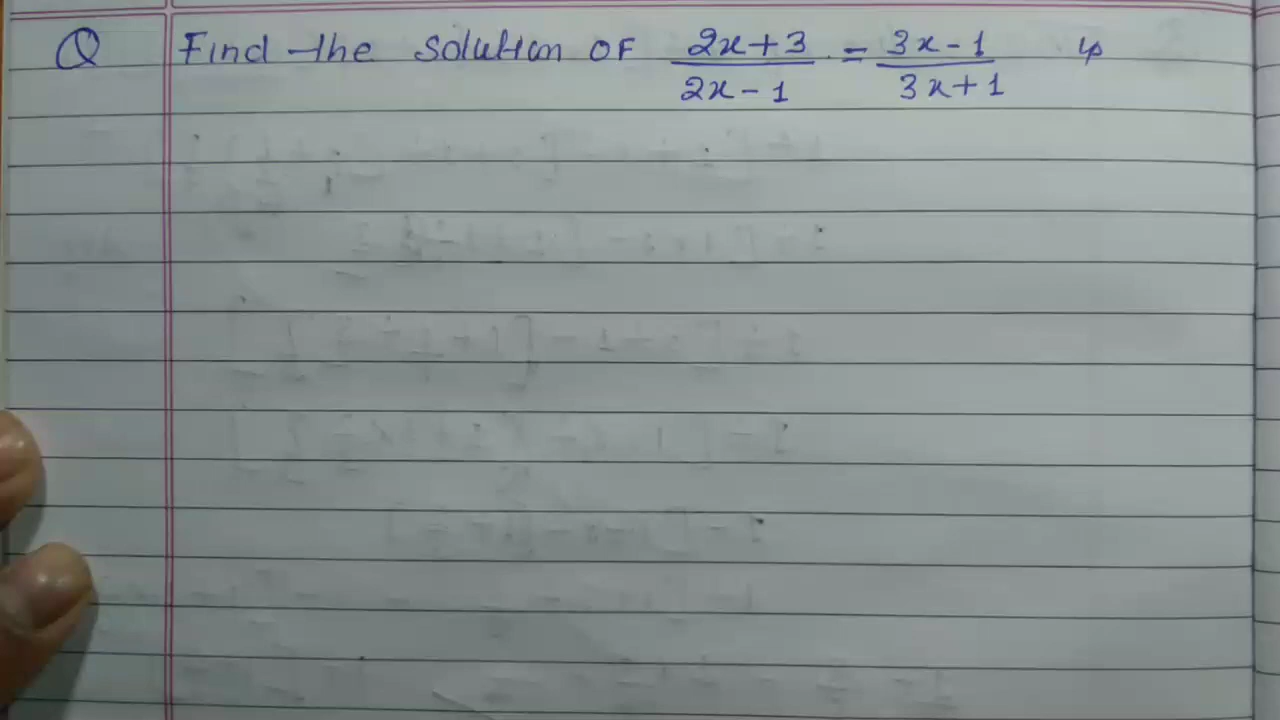 Q Find the solution of (2x+3)/(2x-1) = (3x-1)/(3x+1)